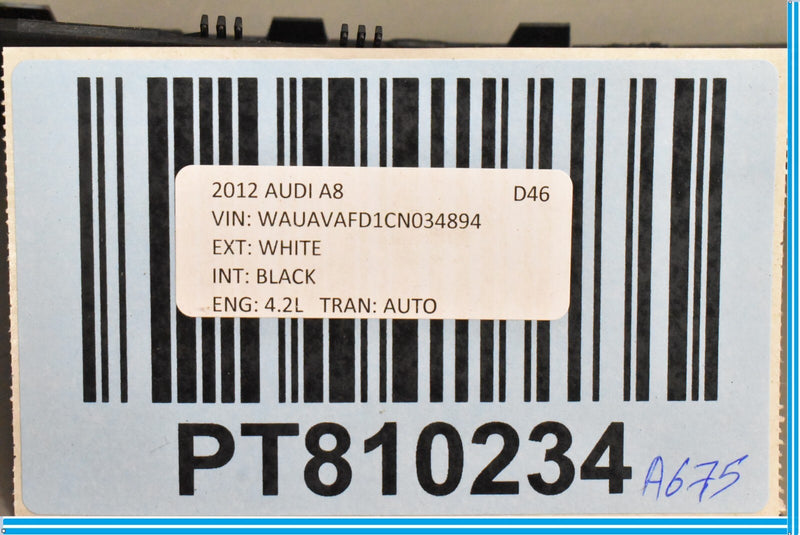 2012 AUDI A8 D46
VIN: WAUAVAFD1CN034894
EXT: WHITE
INT: BLACK
ENG: 4.2L TRAN: AUTO
PT810234 A675